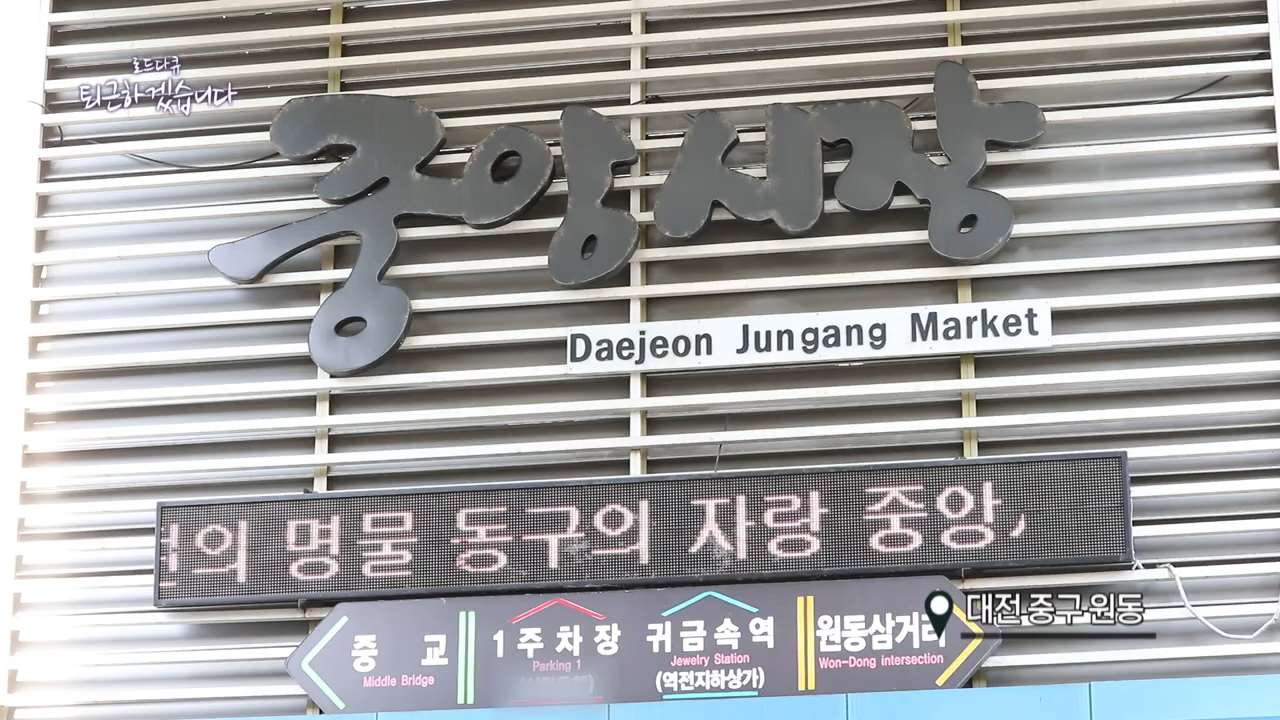 로드다큐
퇴근하겠습니다
중앙시장
Daejeon Jungang Market
의 명물 동구의 자랑 중앙
대전 중구 원동
중교
Middle Bridge
1주차장
Parking 1
귀금속역
Jewelry Station
(역전지하상가)
원동삼거리
Won-Dong intersection